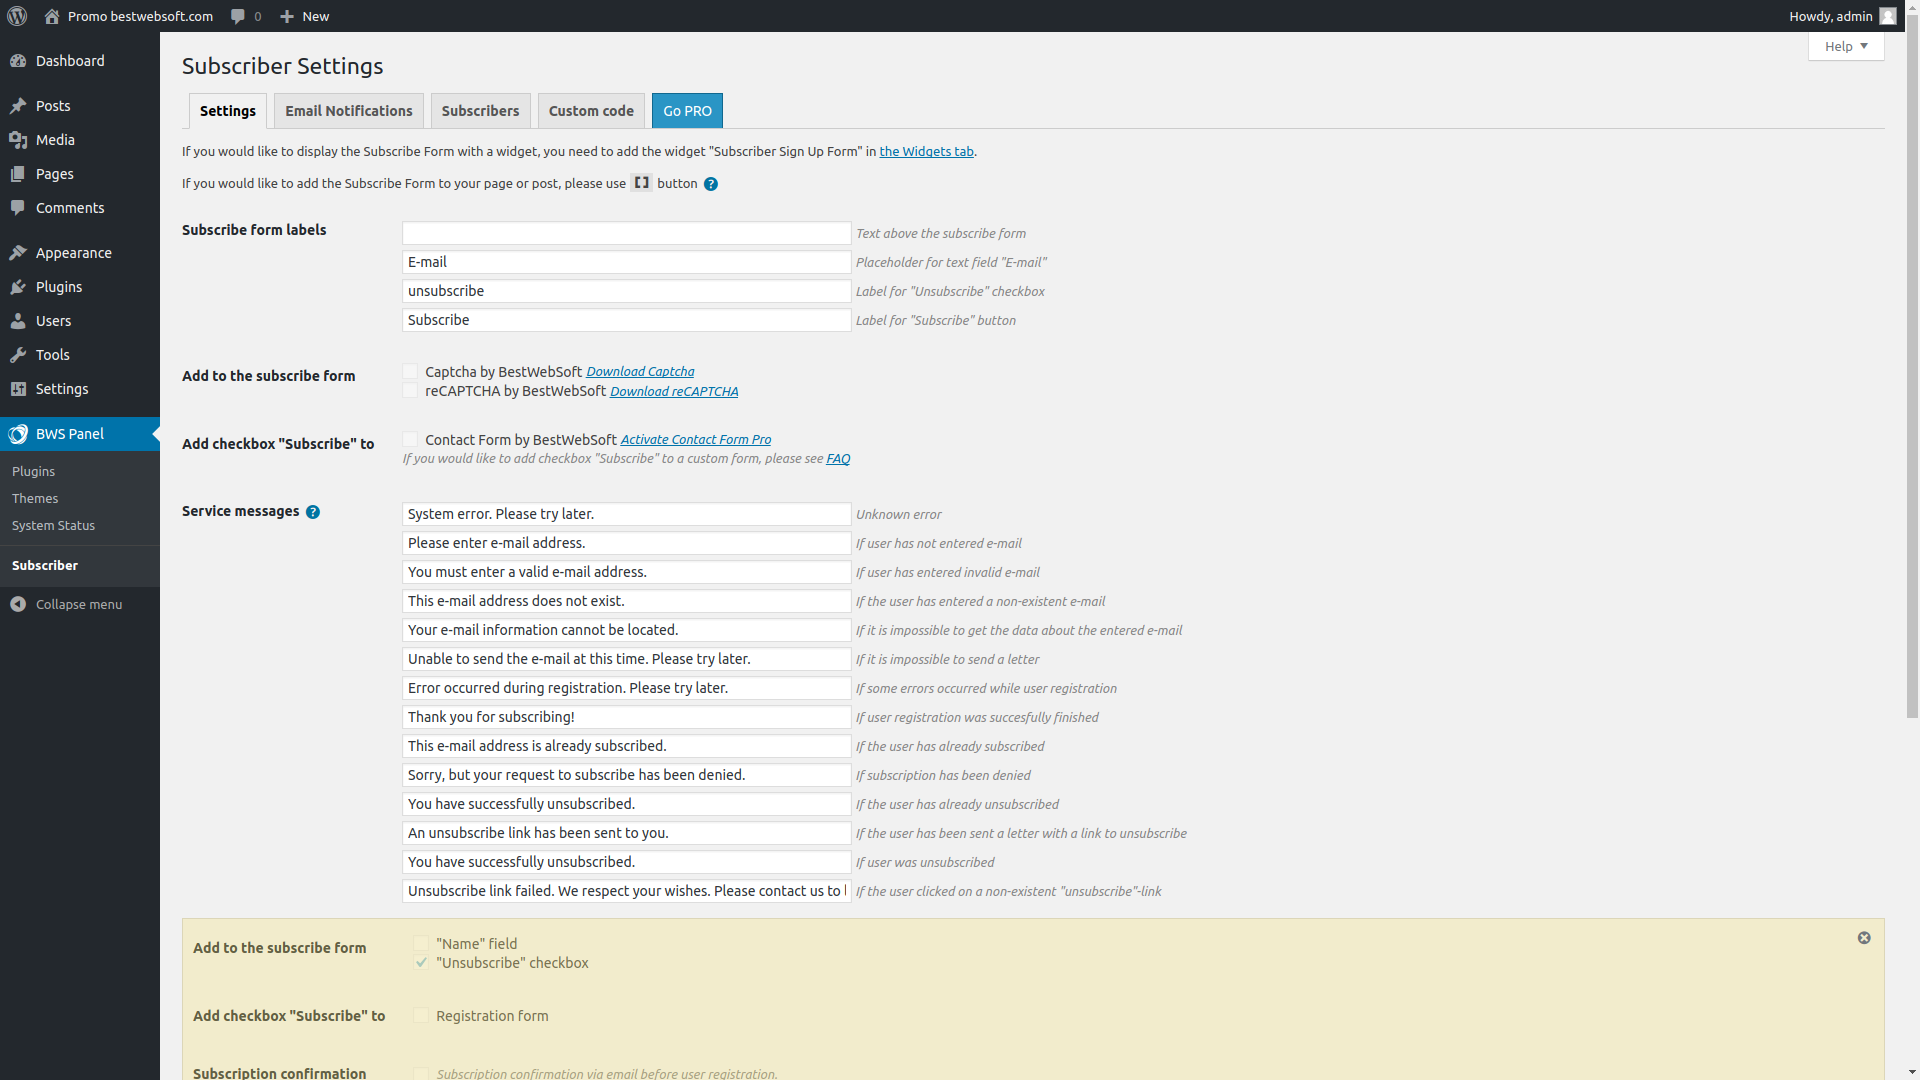 Promo bestwebsoft.com 0 New Howdy, admin
Help
Dashboard
Posts
Media
Pages
Comments
Appearance
Plugins
Users
Tools
Settings
BWS Panel
Plugins
Themes
System Status
Subscriber
Collapse menu
Subscriber Settings
Settings Email Notifications Subscribers Custom code Go PRO
If you would like to display the Subscribe Form with a widget, you need to add the widget "Subscriber Sign Up Form" in the Widgets tab.
If you would like to add the Subscribe Form to your page or post, please use button ?
Subscribe form labels
Text above the subscribe form
E-mail Placeholder for text field "E-mail"
unsubscribe Label for "Unsubscribe" checkbox
Subscribe Label for "Subscribe" button
Add to the subscribe form
Captcha by BestWebSoft Download Captcha
reCAPTCHA by BestWebSoft Download reCAPTCHA
Add checkbox "Subscribe" to
Contact Form by BestWebSoft Activate Contact Form Pro
If you would like to add checkbox "Subscribe" to a custom form, please see FAQ
Service messages ?
System error. Please try later. Unknown error
Please enter e-mail address. If user has not entered e-mail
You must enter a valid e-mail address. If user has entered invalid e-mail
This e-mail address does not exist. If the user has entered a non-existent e-mail
Your e-mail information cannot be located. If it is impossible to get the data about the entered e-mail
Unable to send the e-mail at this time. Please try later. If it is impossible to send a letter
Error occurred during registration. Please try later. If some errors occurred while user registration
Thank you for subscribing! If user registration was succesfully finished
This e-mail address is already subscribed. If the user has already subscribed
Sorry, but your request to subscribe has been denied. If subscription has been denied
You have successfully unsubscribed. If the user has already unsubscribed
An unsubscribe link has been sent to you. If the user has been sent a letter with a link to unsubscribe
You have successfully unsubscribed. If user was unsubscribed
Unsubscribe link failed. We respect your wishes. Please contact us to If the user clicked on a non-existent "unsubscribe"-link
Add to the subscribe form
"Name" field
"Unsubscribe" checkbox
Add checkbox "Subscribe" to
Registration form
Subscription confirmation
Subscription confirmation via email before user registration.